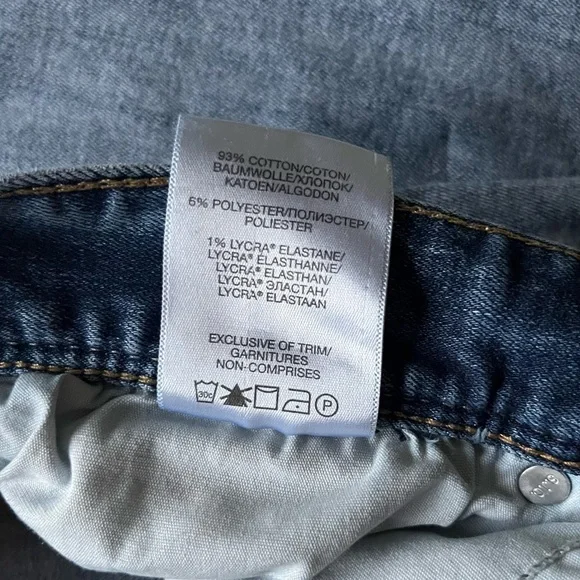 93% COTTON/COTON/
BAUMWOLLE/ХЛОПОК/
KATOEN/ALGODON
6% POLYESTER/ПОЛИЭСТЕР/
POLIESTER
1% LYCRA® ELASTANE/
LYCRA® ELASTHANNE/
LYCRA® ELASTHAN/
LYCRA® ЭЛАСТАН/
LYCRA® ELASTAAN
EXCLUSIVE OF TRIM/
GARNITURES
NON-COMPRISES
30c P